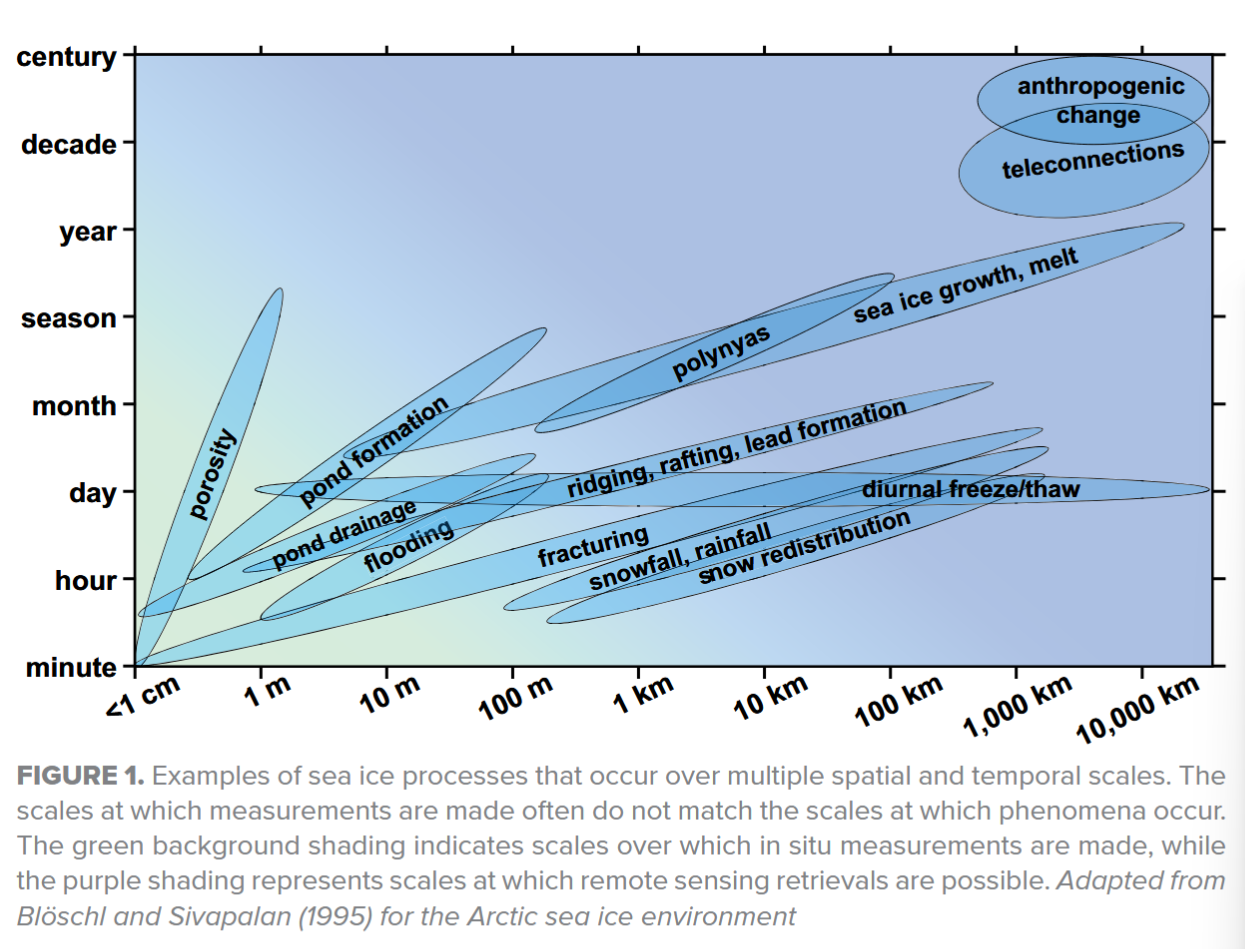 century
decade
year
season
month
day
hour
minute
anthropogenic
change
teleconnections
sea ice growth, melt
polynyas
ridging, rafting, lead formation
pond formation
porosity
diurnal freeze/thaw
pond drainage
flooding
fracturing
snowfall, rainfall
snow redistribution
<1 cm
1 m
10 m
100 m
1 km
10 km
100 km
1,000 km
10,000 km
FIGURE 1. Examples of sea ice processes that occur over multiple spatial and temporal scales. The
scales at which measurements are made often do not match the scales at which phenomena occur.
The green background shading indicates scales over which in situ measurements are made, while
the purple shading represents scales at which remote sensing retrievals are possible. Adapted from
Blöschl and Sivapalan (1995) for the Arctic sea ice environment